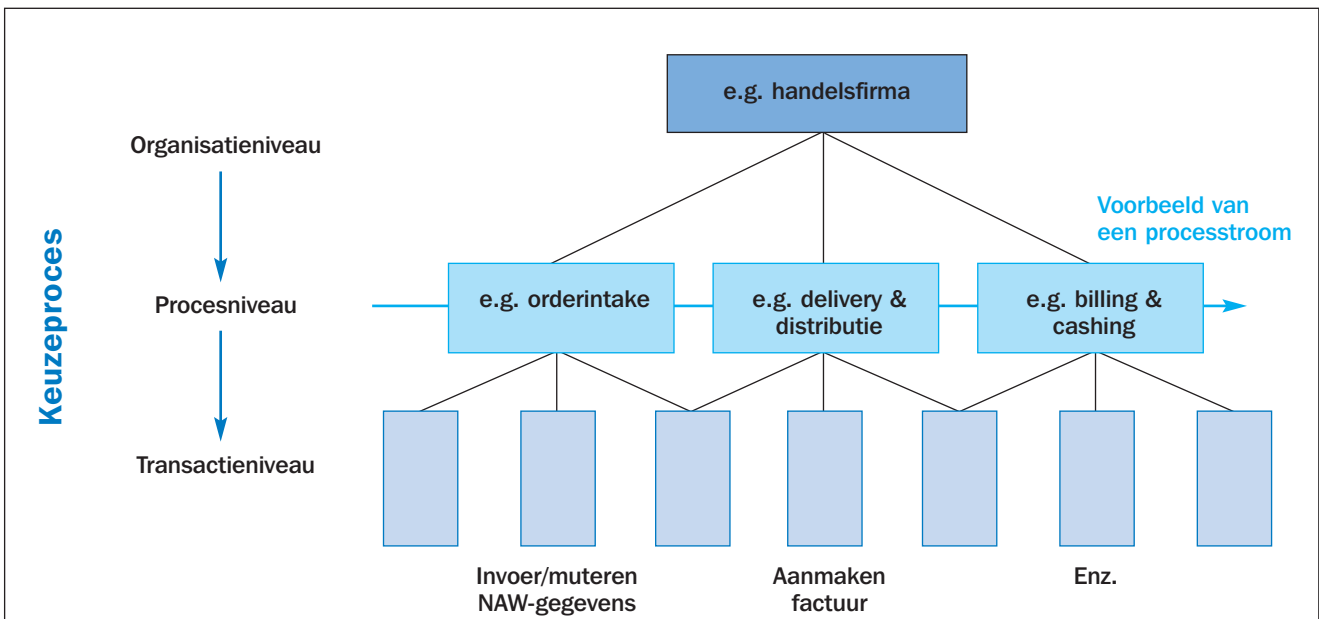 e.g. handelsfirma
Organisatieniveau
Voorbeeld van
een processtroom
Keuzeproces
Procesniveau
e.g. orderintake
e.g. delivery &
distributie
e.g. billing &
cashing
Transactieniveau
Invoer/muteren
NAW-gegevens
Aanmaken
factuur
Enz.